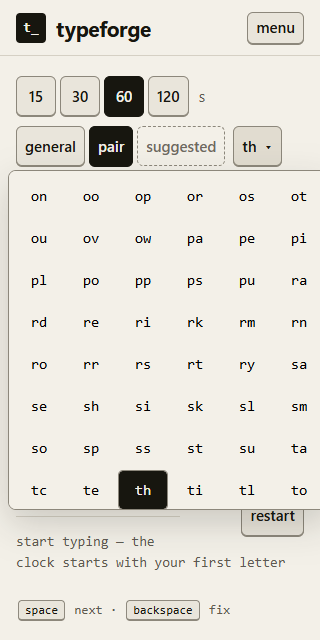 t_ typeforge menu
15 30 60 120 s
general pair suggested th
on oo op or os ot
ou ov ow pa pe pi
pl po pp ps pu ra
rd re ri rk rm rn
ro rr rs rt ry sa
se sh si sk sl sm
so sp ss st su ta
tc te th ti tl to
restart
start typing — the
clock starts with your first letter
space next · backspace fix